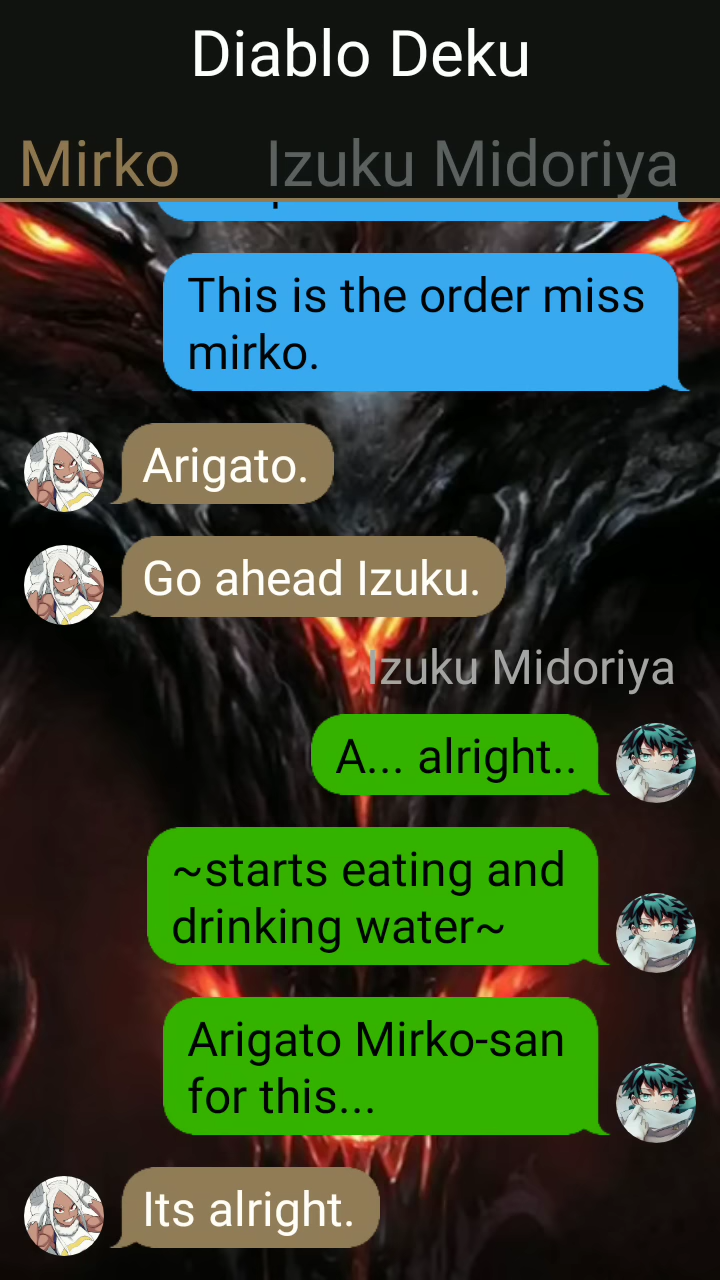 Diablo Deku
Mirko Izuku Midoriya
This is the order miss
mirko.
Arigato.
Go ahead Izuku.
Izuku Midoriya
A... alright..
~starts eating and
drinking water~
Arigato Mirko-san
for this...
Its alright.